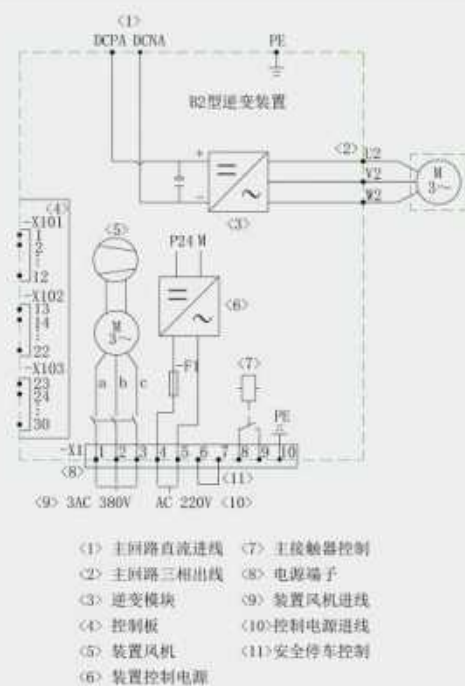 <1>
DCPA DCNA PE
B2型逆变装置
+
<2> U2
V2
W2
M
3~
-
<3>
<4>
-X101
1
2
12
-X102
13
14
22
-X103
23
24
30
<5>
M
3~
a b c
P24 M
<6>
-F1
<7>
PE
-X1 1 2 3 4 5 6 7 8 9 10
<8>
<11>
<9> 3AC 380V AC 220V <10>
<1> 主回路直流进线 <7> 主接触器控制
<2> 主回路三相出线 <8> 电源端子
<3> 逆变模块 <9> 装置风机进线
<4> 控制板 <10>控制电源进线
<5> 装置风机 <11>安全停车控制
<6> 装置控制电源